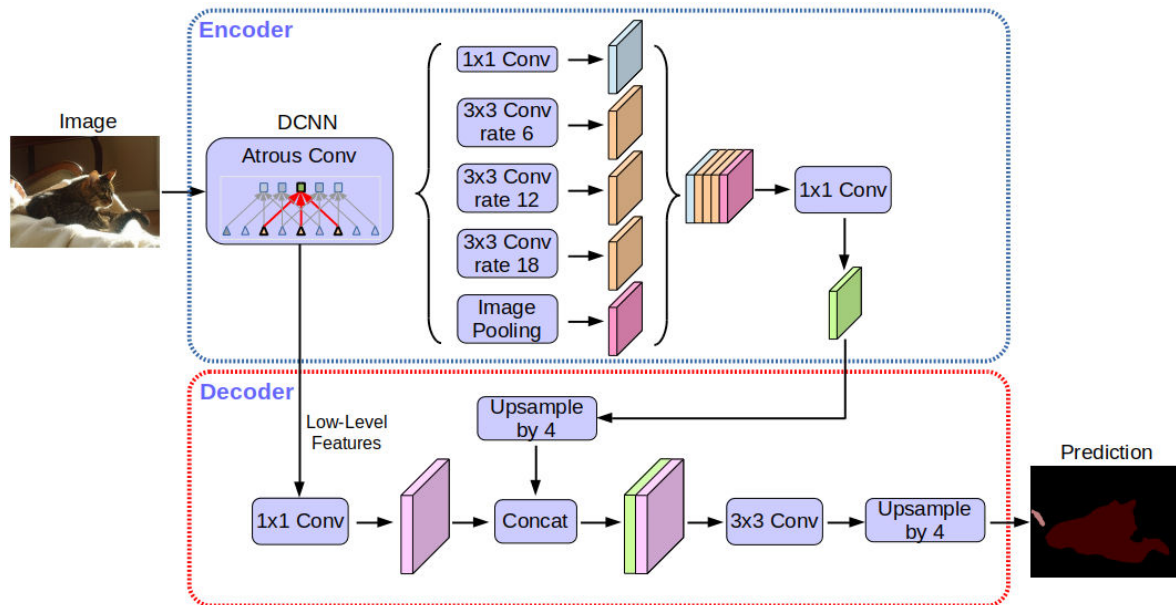 Encoder
Image
DCNN
Atrous Conv
1x1 Conv
3x3 Conv
rate 6
3x3 Conv
rate 12
3x3 Conv
rate 18
Image
Pooling
1x1 Conv
Decoder
Low-Level
Features
Upsample
by 4
1x1 Conv
Concat
3x3 Conv
Upsample
by 4
Prediction